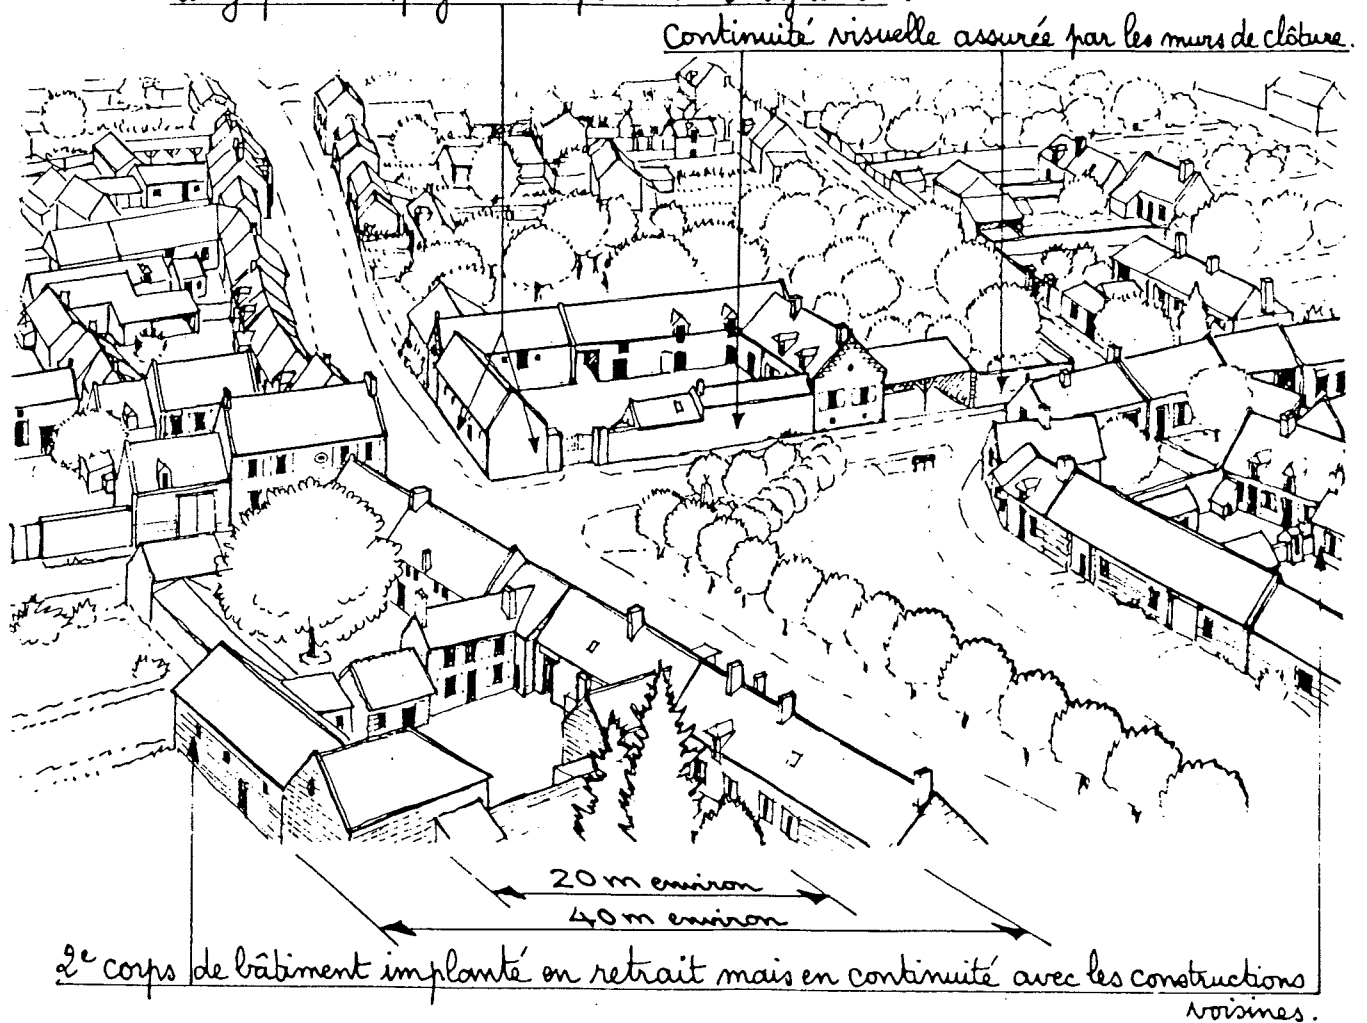 Continuité visuelle assurée par les murs de clôture.
20 m environ
40 m environ
2e corps de bâtiment implanté en retrait mais en continuité avec les constructions
voisines.